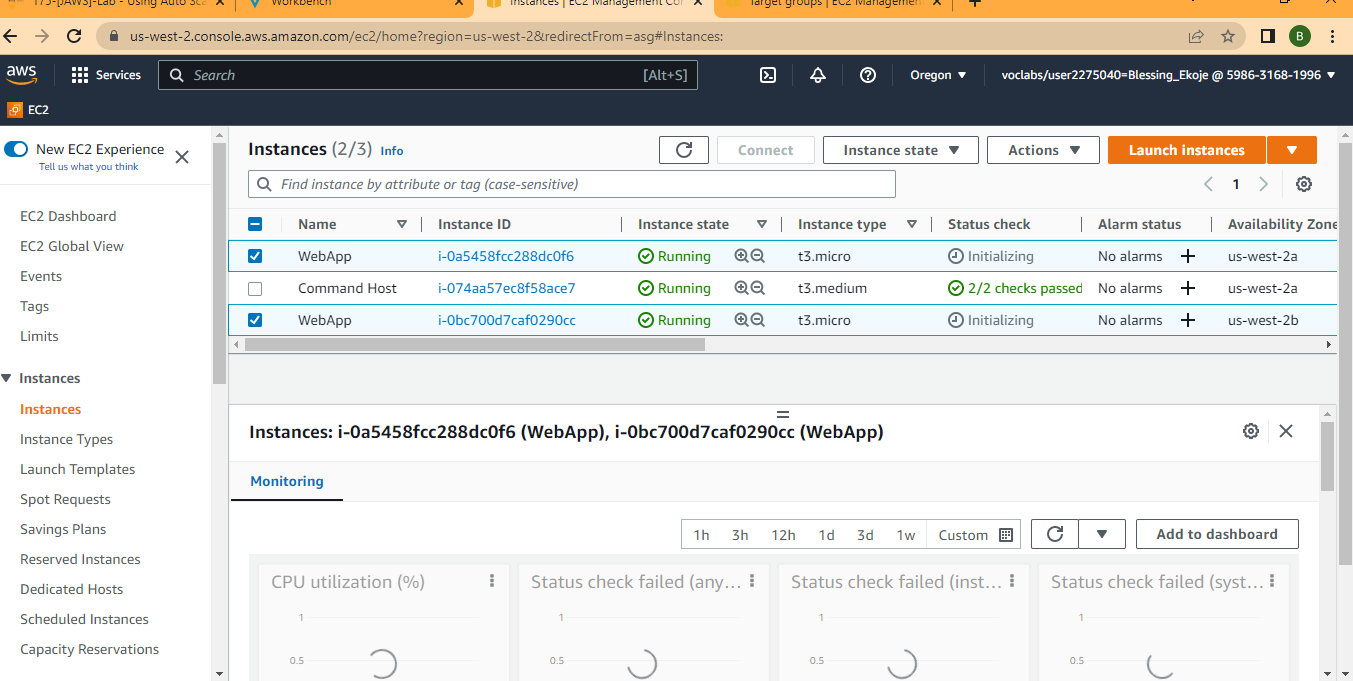 175-[JAWS]-Lab - Using Auto Sca
Workbench
Instances | EC2 Management Con
Target groups | EC2 Management
us-west-2.console.aws.amazon.com/ec2/home?region=us-west-2&redirectFrom=asg#Instances:
B
aws
Services
Search
[Alt+S]
Oregon
voclabs/user2275040=Blessing_Ekoje @ 5986-3168-1996
EC2
New EC2 Experience
Tell us what you think
EC2 Dashboard
EC2 Global View
Events
Tags
Limits
Instances
Instances
Instance Types
Launch Templates
Spot Requests
Savings Plans
Reserved Instances
Dedicated Hosts
Scheduled Instances
Capacity Reservations
Instances (2/3) Info
Connect
Instance state
Actions
Launch instances
Find instance by attribute or tag (case-sensitive)
1
Name Instance ID Instance state Instance type Status check Alarm status Availability Zone
WebApp i-0a5458fcc288dc0f6 Running t3.micro Initializing No alarms us-west-2a
Command Host i-074aa57ec8f58ace7 Running t3.medium 2/2 checks passed No alarms us-west-2a
WebApp i-0bc700d7caf0290cc Running t3.micro Initializing No alarms us-west-2b
Instances: i-0a5458fcc288dc0f6 (WebApp), i-0bc700d7caf0290cc (WebApp)
Monitoring
1h 3h 12h 1d 3d 1w Custom
Add to dashboard
CPU utilization (%)
1
0.5
Status check failed (any...
1
0.5
Status check failed (inst...
1
0.5
Status check failed (syst...
1
0.5